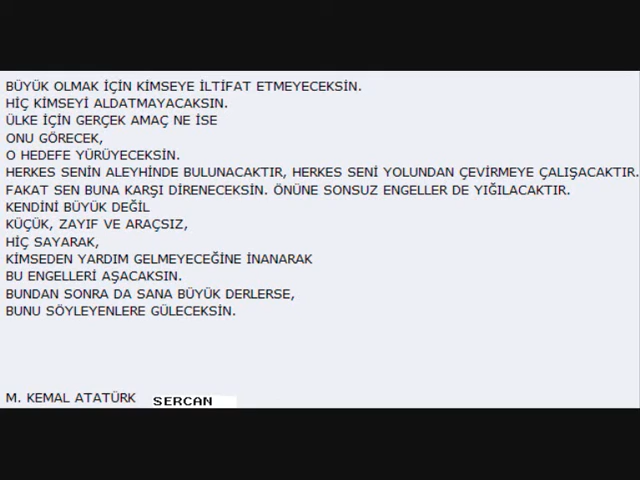 BÜYÜK OLMAK İÇİN KİMSEYE İLTİFAT ETMEYECEKSİN.
HİÇ KİMSEYİ ALDATMAYACAKSIN.
ÜLKE İÇİN GERÇEK AMAÇ NE İSE
ONU GÖRECEK,
O HEDEFE YÜRÜYECEKSİN.
HERKES SENİN ALEYHİNDE BULUNACAKTIR, HERKES SENİ YOLUNDAN ÇEVİRMEYE ÇALIŞACAKTIR.
FAKAT SEN BUNA KARŞI DİRENECEKSİN. ÖNÜNE SONSUZ ENGELLER DE YIĞILACAKTIR.
KENDİNİ BÜYÜK DEĞİL
KÜÇÜK, ZAYIF VE ARAÇSIZ,
HİÇ SAYARAK,
KİMSEDEN YARDIM GELMEYECEĞİNE İNANARAK
BU ENGELLERİ AŞACAKSIN.
BUNDAN SONRA DA SANA BÜYÜK DERLERSE,
BUNU SÖYLEYENLERE GÜLECEKSİN.
M. KEMAL ATATÜRK SERCAN